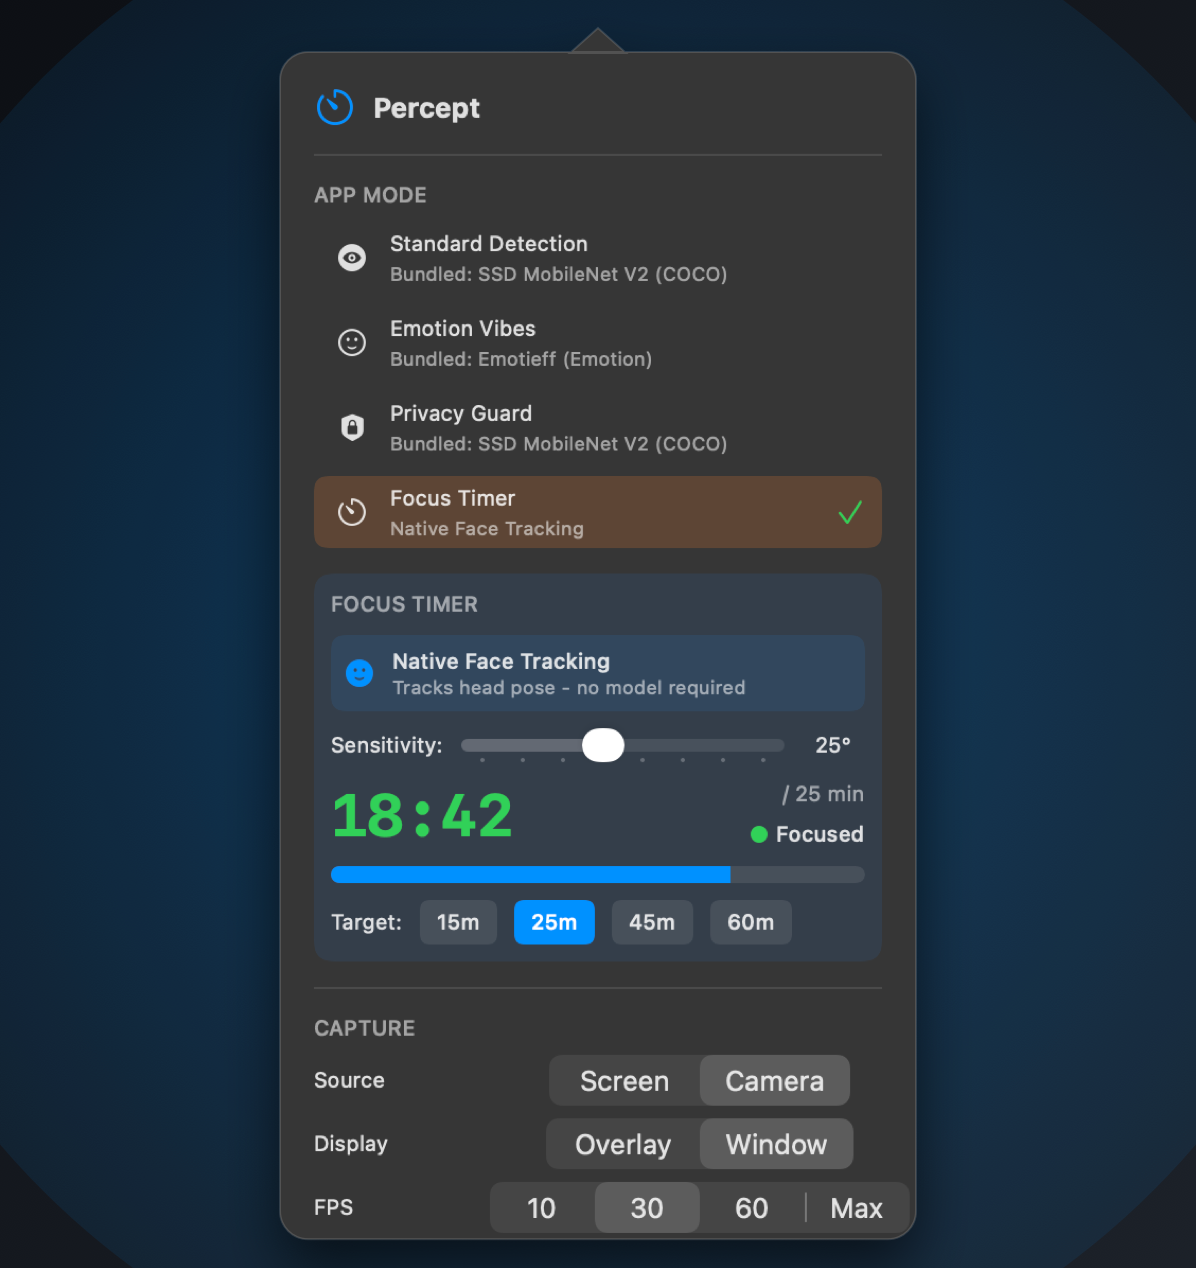 Percept
APP MODE
Standard Detection
Bundled: SSD MobileNet V2 (COCO)
Emotion Vibes
Bundled: Emotieff (Emotion)
Privacy Guard
Bundled: SSD MobileNet V2 (COCO)
Focus Timer
Native Face Tracking
FOCUS TIMER
Native Face Tracking
Tracks head pose - no model required
Sensitivity: 25°
/ 25 min
18:42
Focused
Target: 15m 25m 45m 60m
CAPTURE
Source Screen Camera
Display Overlay Window
FPS 10 30 60 Max